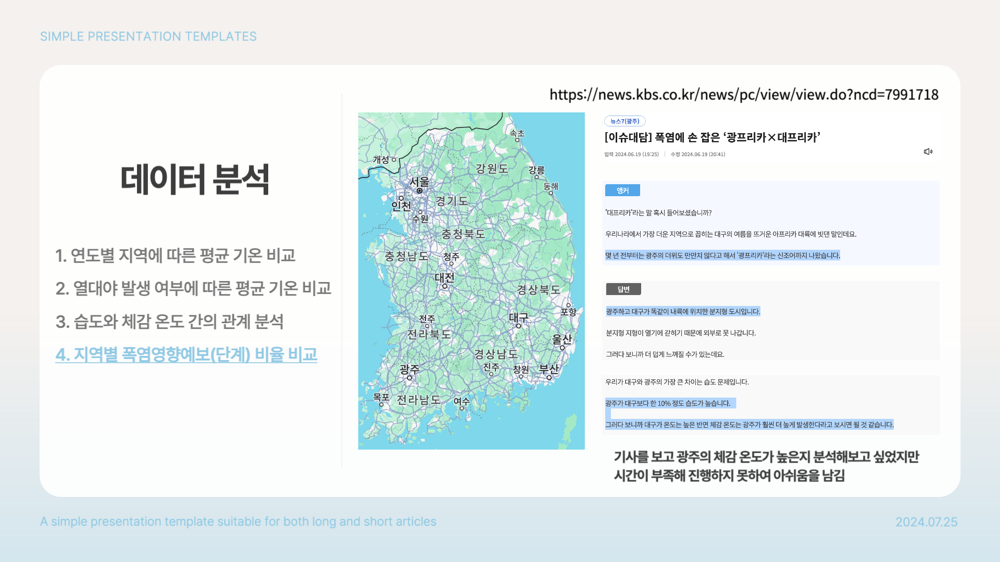 SIMPLE PRESENTATION TEMPLATES
데이터 분석
1. 연도별 지역에 따른 평균 기온 비교
2. 열대야 발생 여부에 따른 평균 기온 비교
3. 습도와 체감 온도 간의 관계 분석
4. 지역별 폭염영향예보(단계) 비율 비교
속초
개성
강원도
강릉
서울
동해
경기도
인천
수원
충청북도
충청남도
청주
대전
경상북도
포항
전주
대구
전라북도
울산
경상남도
광주
진주
창원
부산
목포
전라남도
여수
https://news.kbs.co.kr/news/pc/view/view.do?ncd=7991718
뉴스7(광주)
[이슈대담] 폭염에 손 잡은 ‘광프리카×대프리카’
입력 2024.06.19 (19:25) | 수정 2024.06.19 (20:41)
앵커
'대프리카'라는 말 혹시 들어보셨습니까?
우리나라에서 가장 더운 지역으로 꼽히는 대구의 여름을 뜨거운 아프리카 대륙에 빗댄 말인데요.
몇 년 전부터는 광주의 더위도 만만치 않다고 해서 '광프리카'라는 신조어까지 나왔습니다.
답변
광주하고 대구가 똑같이 내륙에 위치한 분지형 도시입니다.
분지형 지형이 열기에 갇히기 때문에 외부로 못 나갑니다.
그러다 보니까 더 덥게 느껴질 수가 있는데요.
우리가 대구와 광주의 가장 큰 차이는 습도 문제입니다.
광주가 대구보다 한 10% 정도 습도가 높습니다.
그러다 보니까 대구가 온도는 높은 반면 체감 온도는 광주가 훨씬 더 높게 발생한다라고 보시면 될 것 같습니다.
기사를 보고 광주의 체감 온도가 높은지 분석해보고 싶었지만
시간이 부족해 진행하지 못하여 아쉬움을 남김
A simple presentation template suitable for both long and short articles
2024.07.25